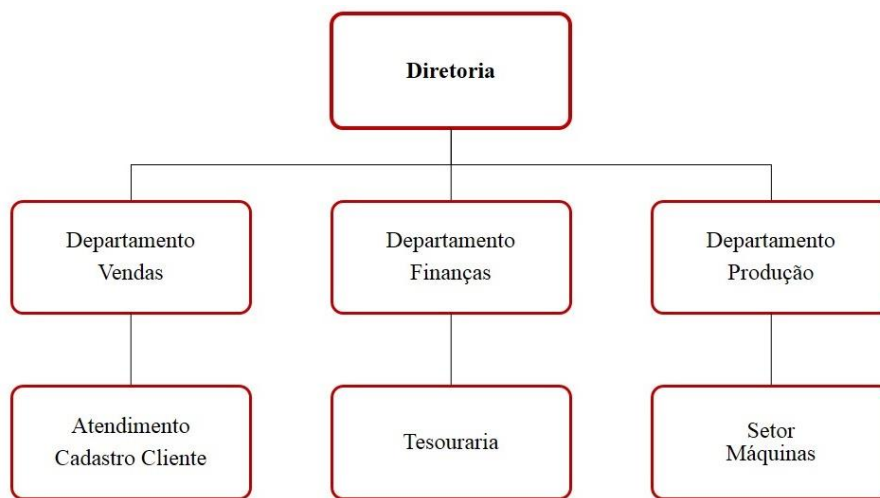 Diretoria
Departamento
Vendas
Departamento
Finanças
Departamento
Produção
Atendimento
Cadastro Cliente
Tesouraria
Setor
Máquinas